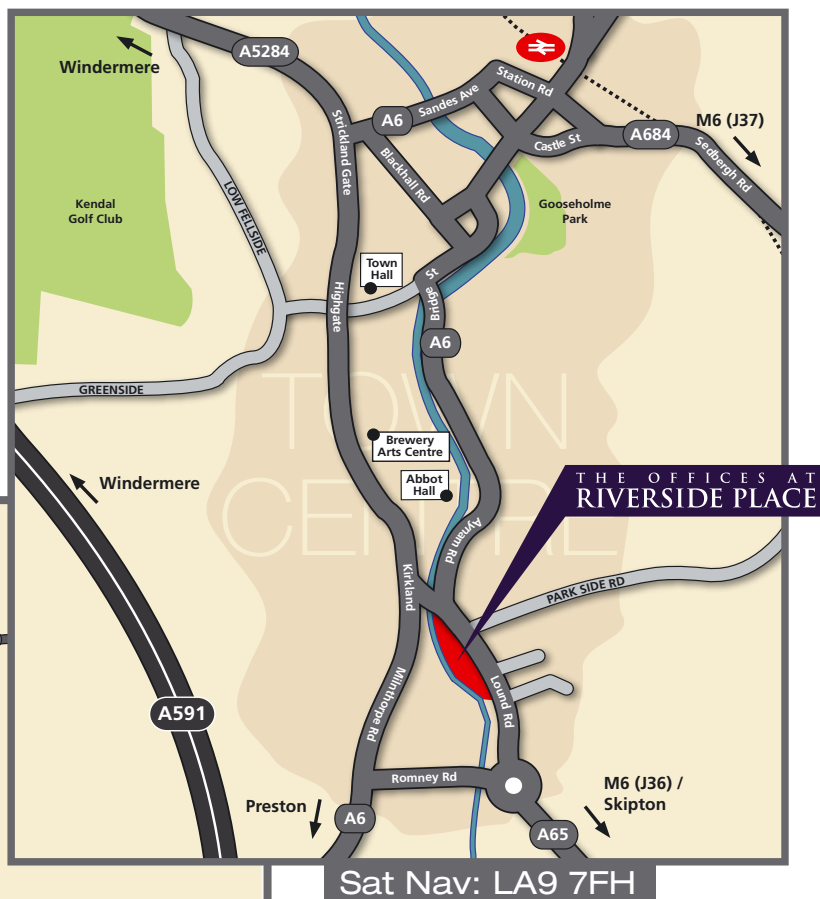 A5284
Windermere
Station Rd
Sandes Ave
A6
M6 (J37)
Castle St
A684
Sedbergh Rd
Strickland Gate
Blackhall Rd
LOW FELLSIDE
Kendal
Golf Club
Gooseholme
Park
Town
Hall
Bridge St
Highgate
A6
GREENSIDE
TOWN
CENTRE
Brewery
Arts Centre
Abbot
Hall
Windermere
THE OFFICES AT
RIVERSIDE PLACE
Aynam Rd
Kirkland
PARK SIDE RD
Milnthorpe Rd
Lound Rd
A591
Romney Rd
M6 (J36) /
Skipton
Preston
A6
A65
Sat Nav: LA9 7FH